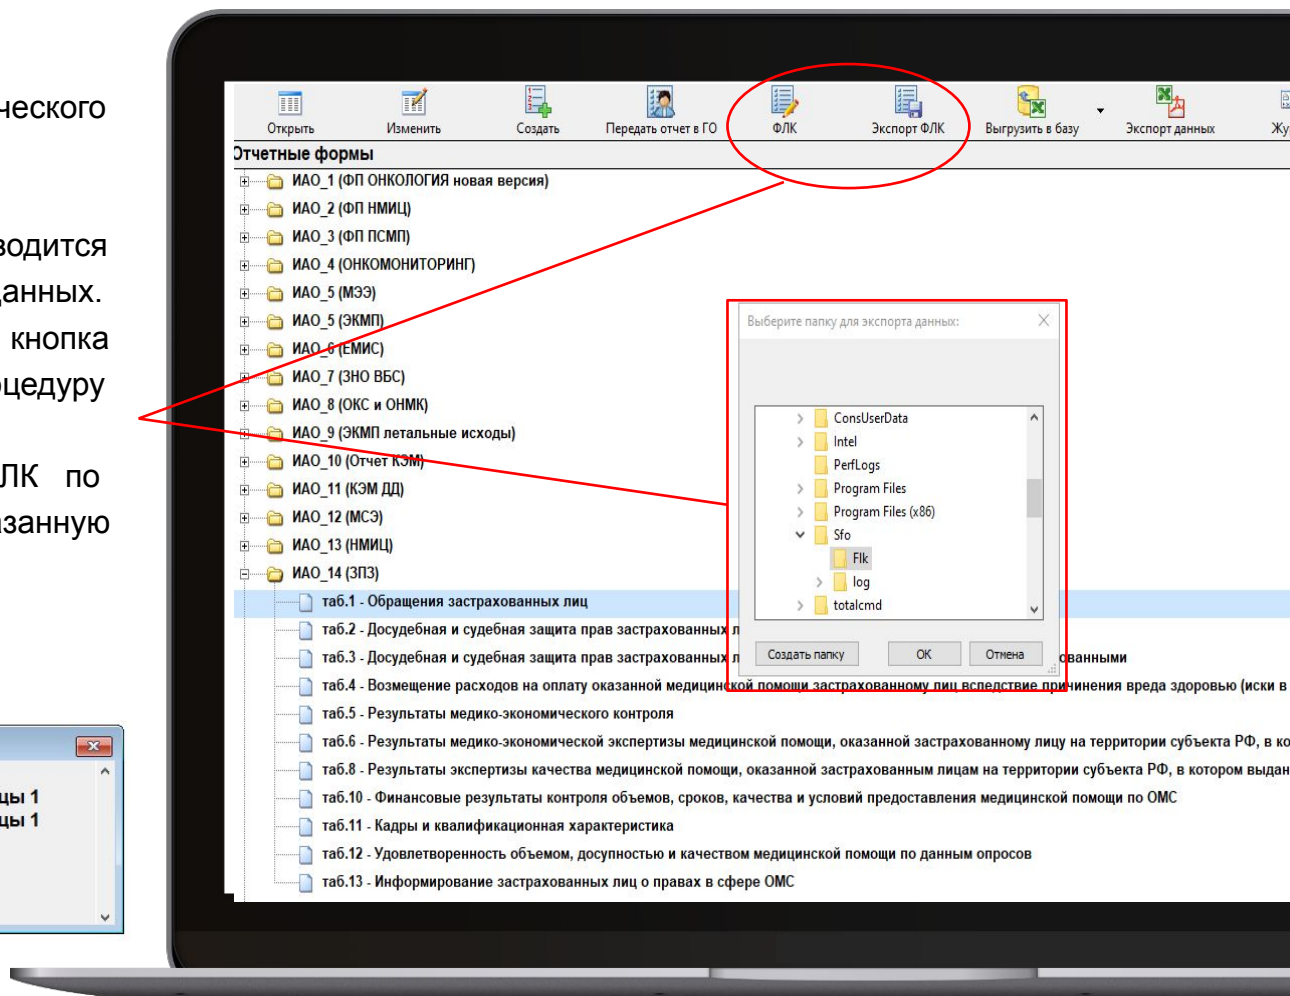 ческого
водится
данных.
кнопка
оцедуру
ЛК по
азанную
цы 1
цы 1
Открыть
Изменить
Создать
Передать отчет в ГО
ФЛК
Экспорт ФЛК
Выгрузить в базу
Экспорт данных
Жу
Отчетные формы
ИАО_1 (ФП ОНКОЛОГИЯ новая версия)
ИАО_2 (ФП НМИЦ)
ИАО_3 (ФП ПСМП)
ИАО_4 (ОНКОМОНИТОРИНГ)
ИАО_5 (МЭЭ)
ИАО_5 (ЭКМП)
ИАО_6 (ЕМИС)
ИАО_7 (ЗНО ВБС)
ИАО_8 (ОКС и ОНМК)
ИАО_9 (ЭКМП летальные исходы)
ИАО_10 (Отчет КЭМ)
ИАО_11 (КЭМ ДД)
ИАО_12 (МСЭ)
ИАО_13 (НМИЦ)
ИАО_14 (ЗПЗ)
таб.1 - Обращения застрахованных лиц
таб.2 - Досудебная и судебная защита прав застрахованных л
таб.3 - Досудебная и судебная защита прав застрахованных л ованными
таб.4 - Возмещение расходов на оплату оказанной медицинской помощи застрахованному лиц вследствие причинения вреда здоровью (иски в
таб.5 - Результаты медико-экономического контроля
таб.6 - Результаты медико-экономической экспертизы медицинской помощи, оказанной застрахованному лицу на территории субъекта РФ, в ко
таб.8 - Результаты экспертизы качества медицинской помощи, оказанной застрахованным лицам на территории субъекта РФ, в котором выдан
таб.10 - Финансовые результаты контроля объемов, сроков, качества и условий предоставления медицинской помощи по ОМС
таб.11 - Кадры и квалификационная характеристика
таб.12 - Удовлетворенность объемом, досупностью и качеством медицинской помощи по данным опросов
таб.13 - Информирование застрахованных лиц о правах в сфере ОМС
Выберите папку для экспорта данных:
ConsUserData
Intel
PerfLogs
Program Files
Program Files (x86)
Sfo
Flk
log
totalcmd
Создать папку
ОК
Отмена